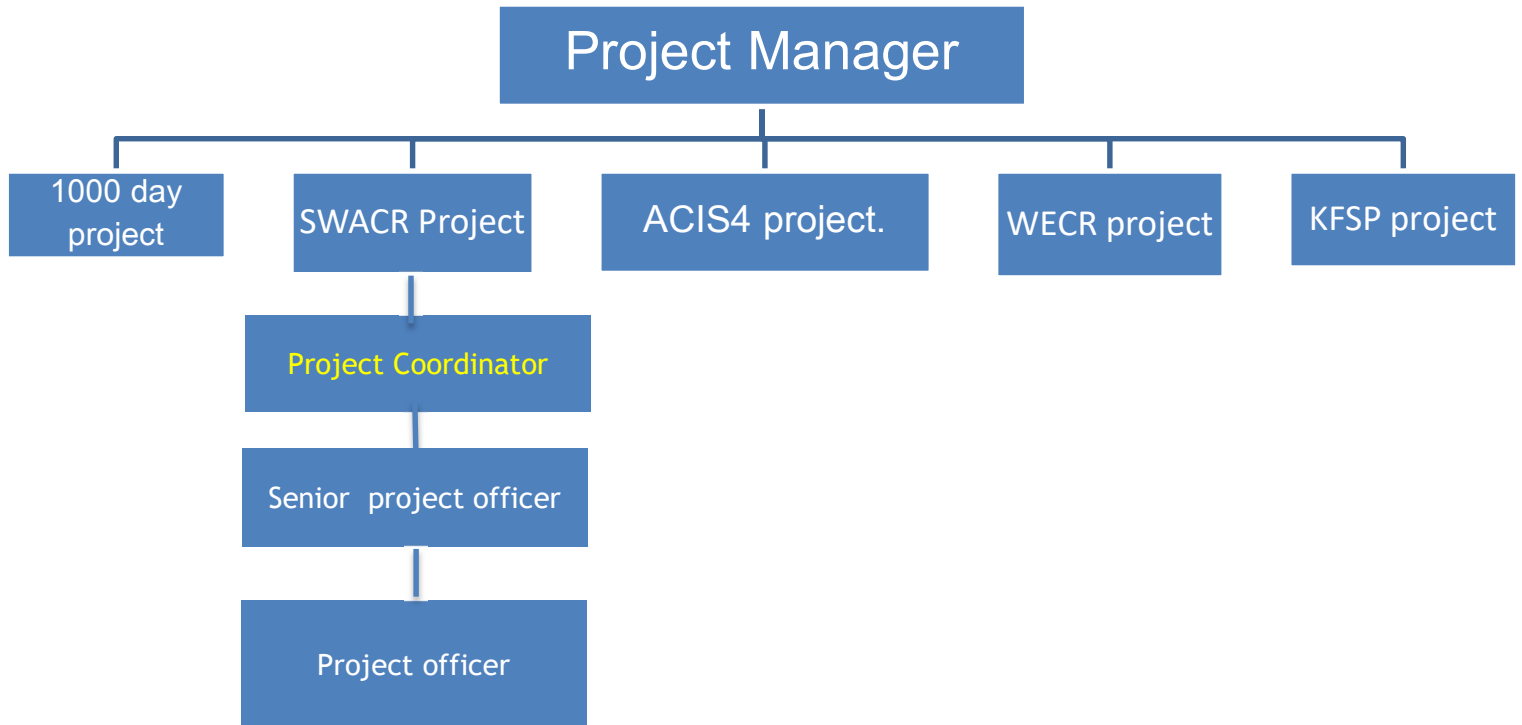 Project Manager
1000 day
project
SWACR Project
ACIS4 project.
WECR project
KFSP project
Project Coordinator
Senior  project officer
Project officer